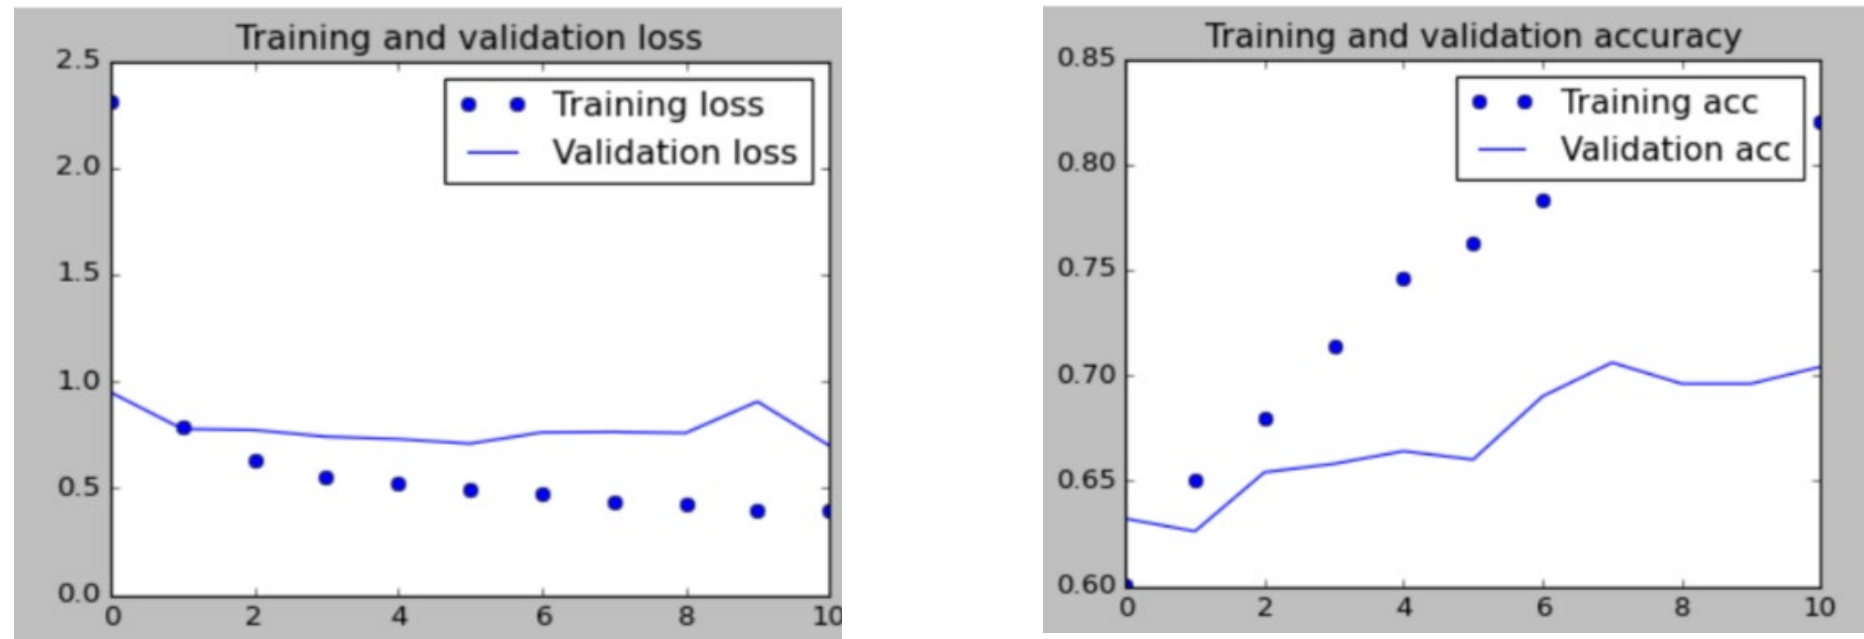 Training and validation loss
2.5
Training loss
Validation loss
2.0
1.5
1.0
0.5
0.0
0 2 4 6 8 10
Training and validation accuracy
0.85
Training acc
Validation acc
0.80
0.75
0.70
0.65
0.60
0 2 4 6 8 10